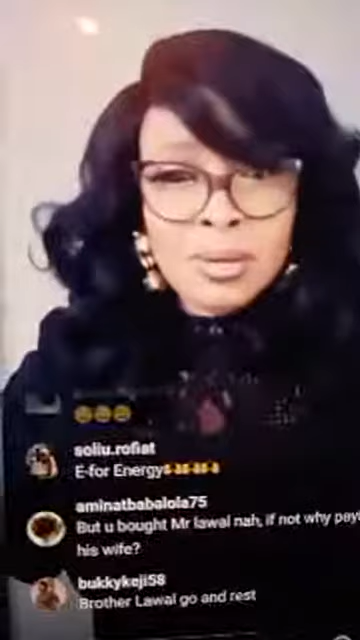 soliu.rofiat
E-for Energy
aminatbabalola75
But u bought Mr lawal nah, if not why payi
his wife?
bukkykeji58
Brother Lawal go and rest